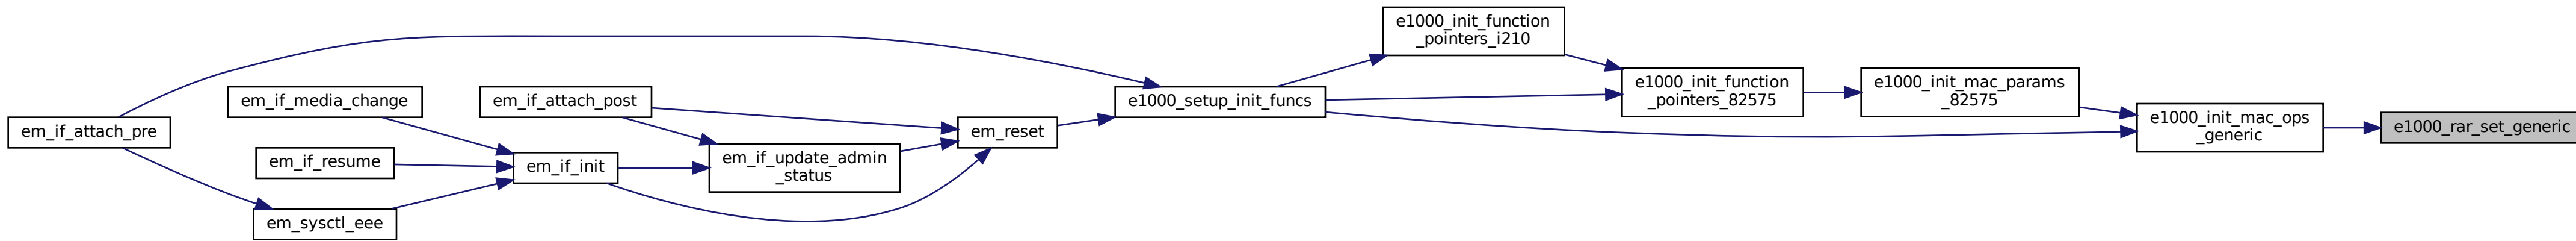 em_if_attach_pre
em_if_media_change
em_if_resume
em_sysctl_eee
em_if_attach_post
em_if_init
em_if_update_admin
_status
em_reset
e1000_setup_init_funcs
e1000_init_function
_pointers_i210
e1000_init_function
_pointers_82575
e1000_init_mac_params
_82575
e1000_init_mac_ops
_generic
e1000_rar_set_generic